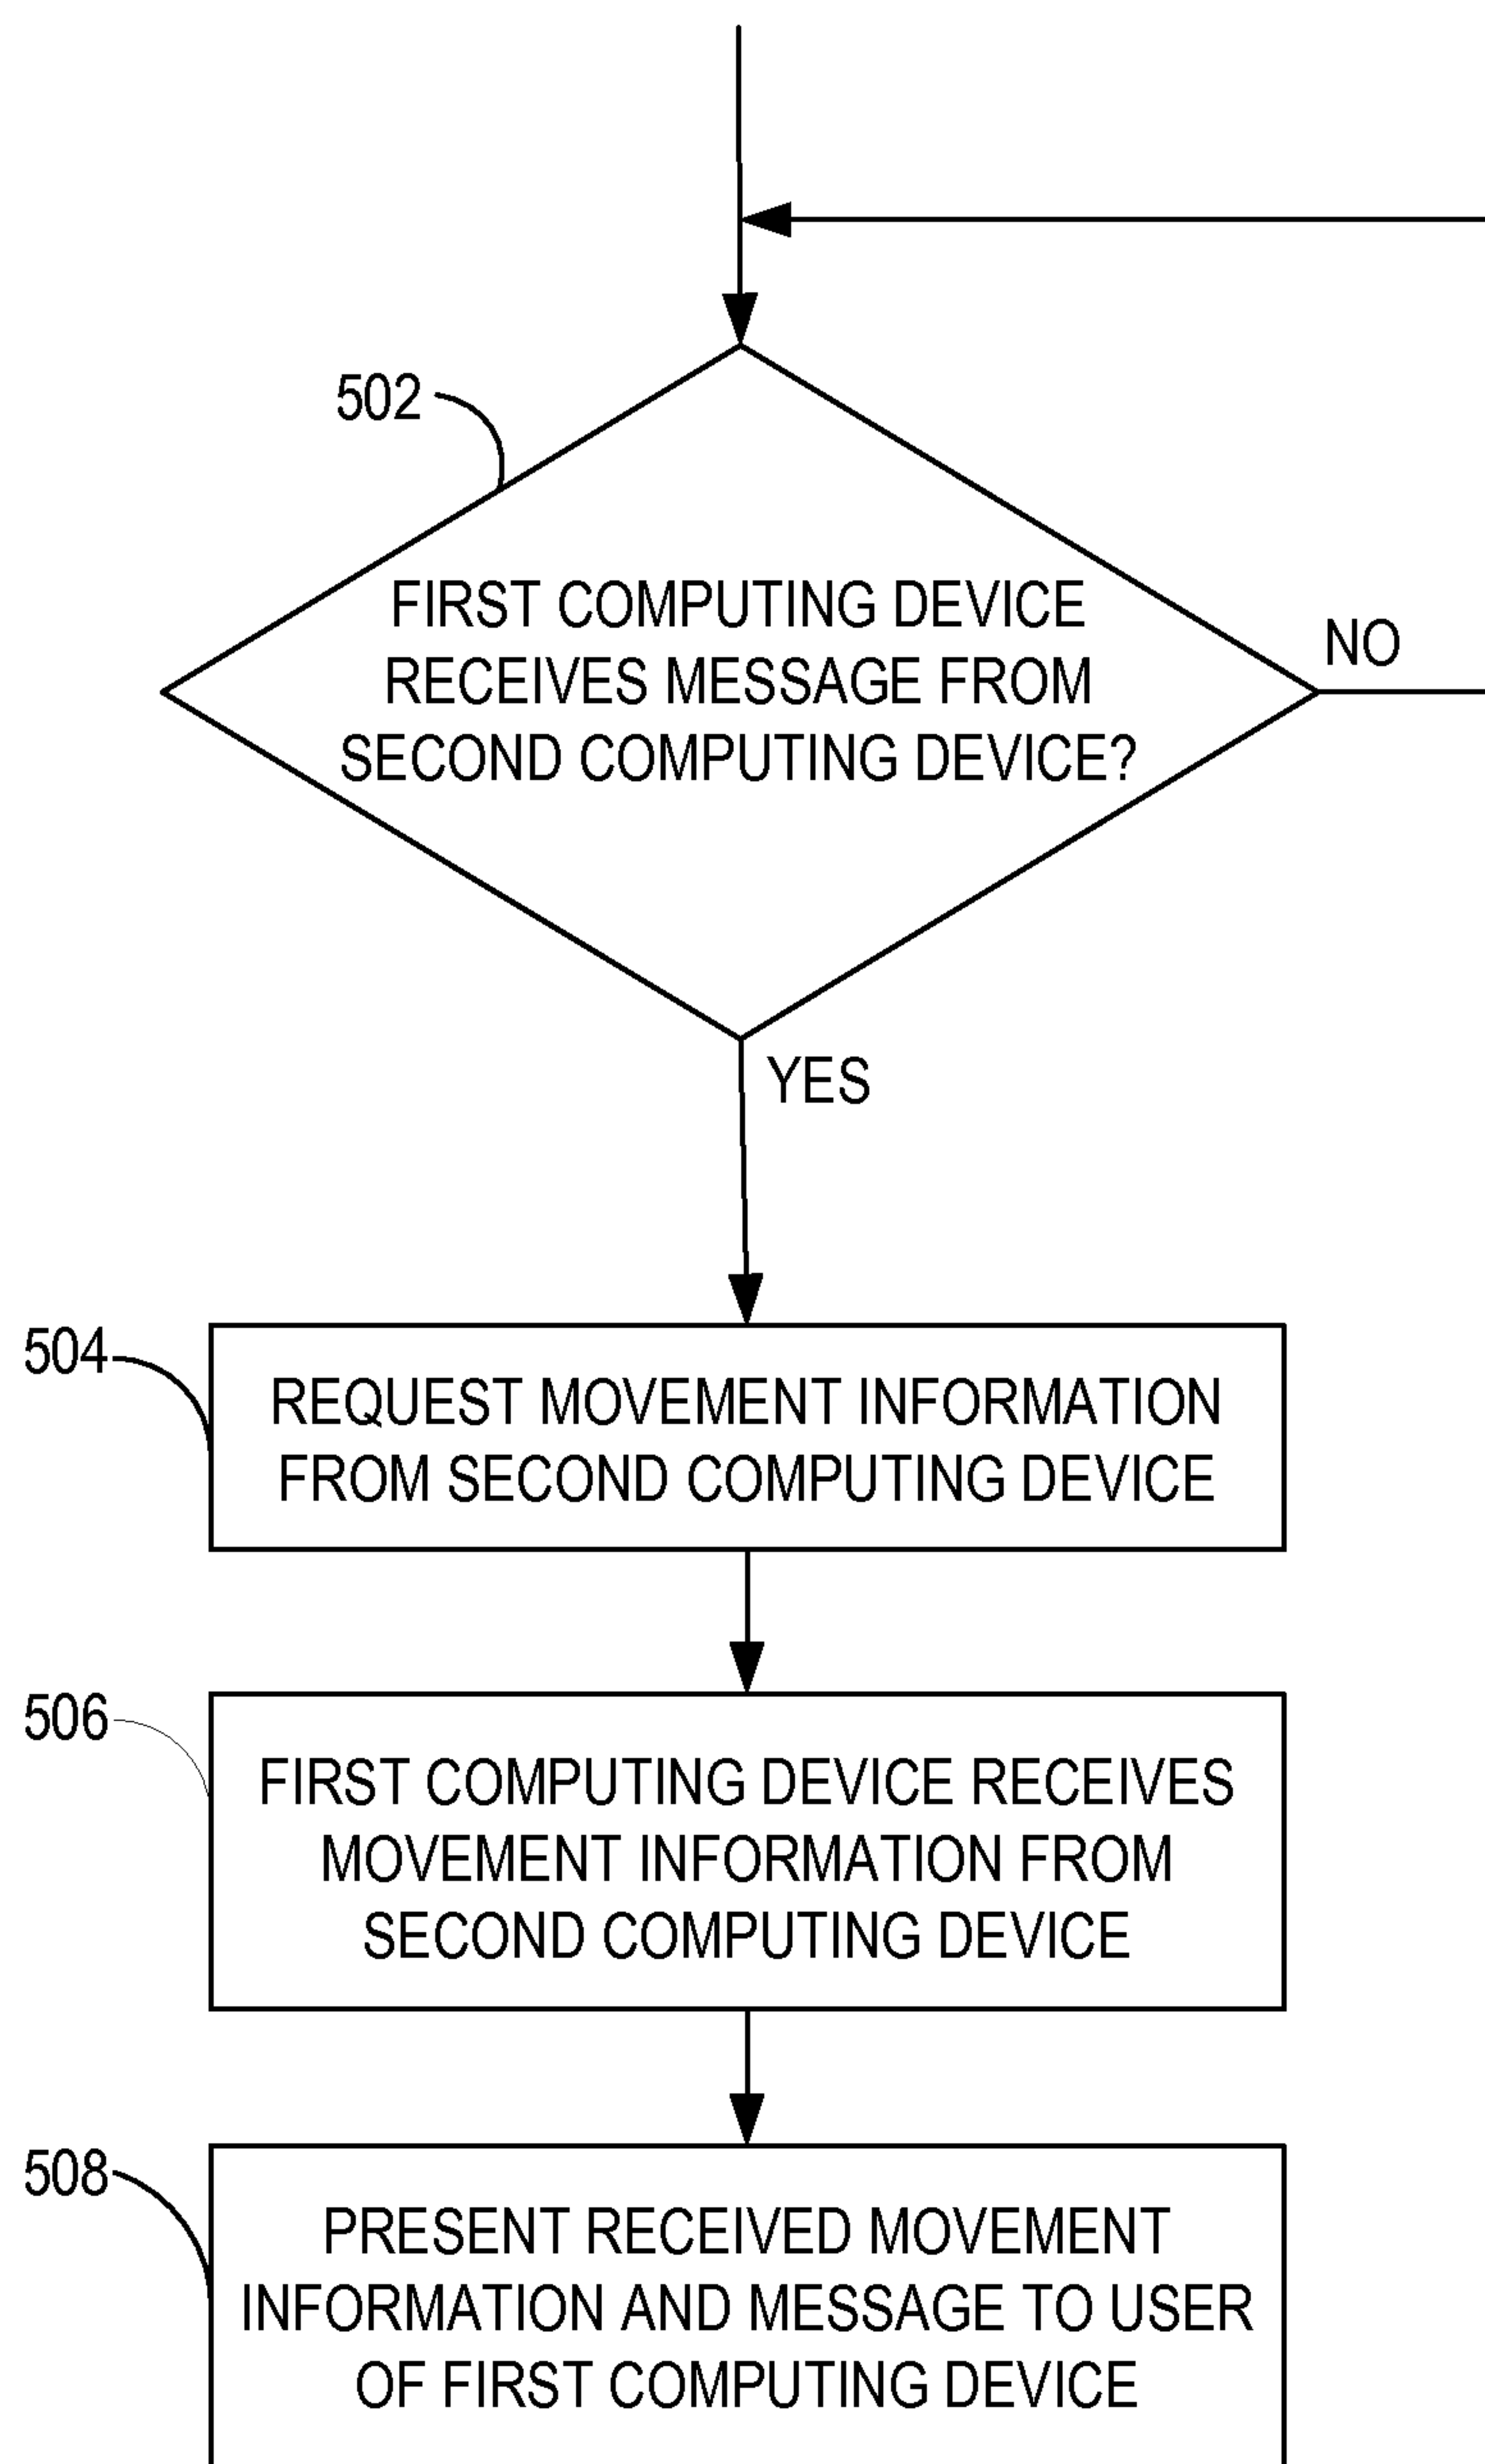 502
FIRST COMPUTING DEVICE
RECEIVES MESSAGE FROM
SECOND COMPUTING DEVICE?
NO
YES
504
REQUEST MOVEMENT INFORMATION
FROM SECOND COMPUTING DEVICE
506
FIRST COMPUTING DEVICE RECEIVES
MOVEMENT INFORMATION FROM
SECOND COMPUTING DEVICE
508
PRESENT RECEIVED MOVEMENT
INFORMATION AND MESSAGE TO USER
OF FIRST COMPUTING DEVICE